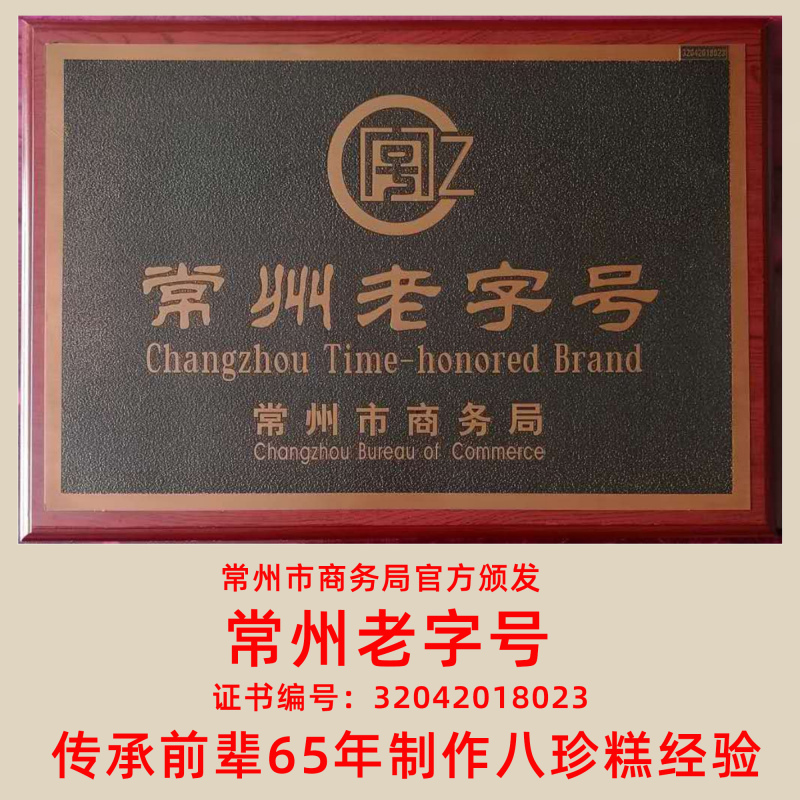 32042018023
常州老字号
Changzhou Time-honored Brand
常州市商务局
Changzhou Bureau of Commerce
常州市商务局官方颁发
常州老字号
证书编号：32042018023
传承前辈65年制作八珍糕经验